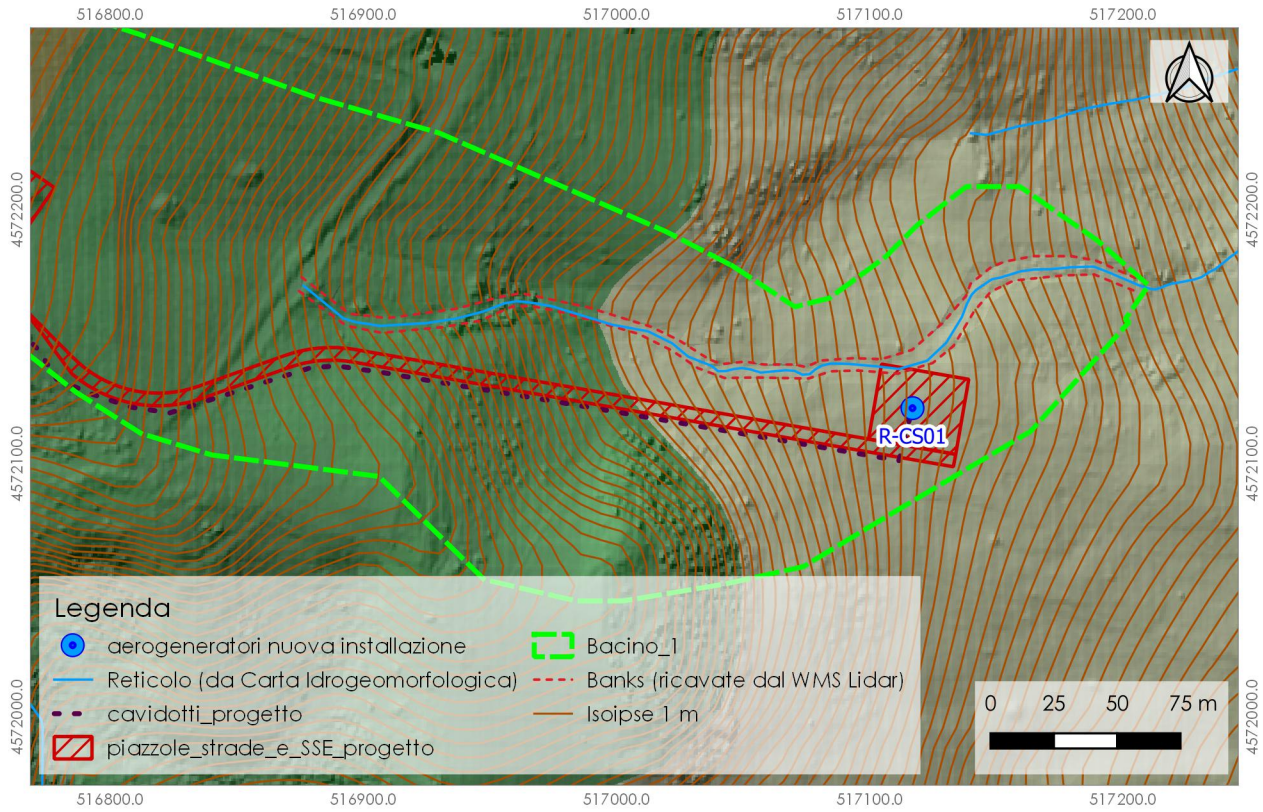 516800.0 516900.0 517000.0 517100.0 517200.0
4572200.0
4572200.0
R-CS01
4572100.0
4572100.0
Legenda
aerogeneratori nuova installazione
Bacino_1
Reticolo (da Carta Idrogeomorfologica)
Banks (ricavate dal WMS Lidar)
cavidotti_progetto
Isoipse 1 m
piazzole_strade_e_SSE_progetto
0 25 50 75 m
4572000.0
4572000.0
516800.0 516900.0 517000.0 517100.0 517200.0